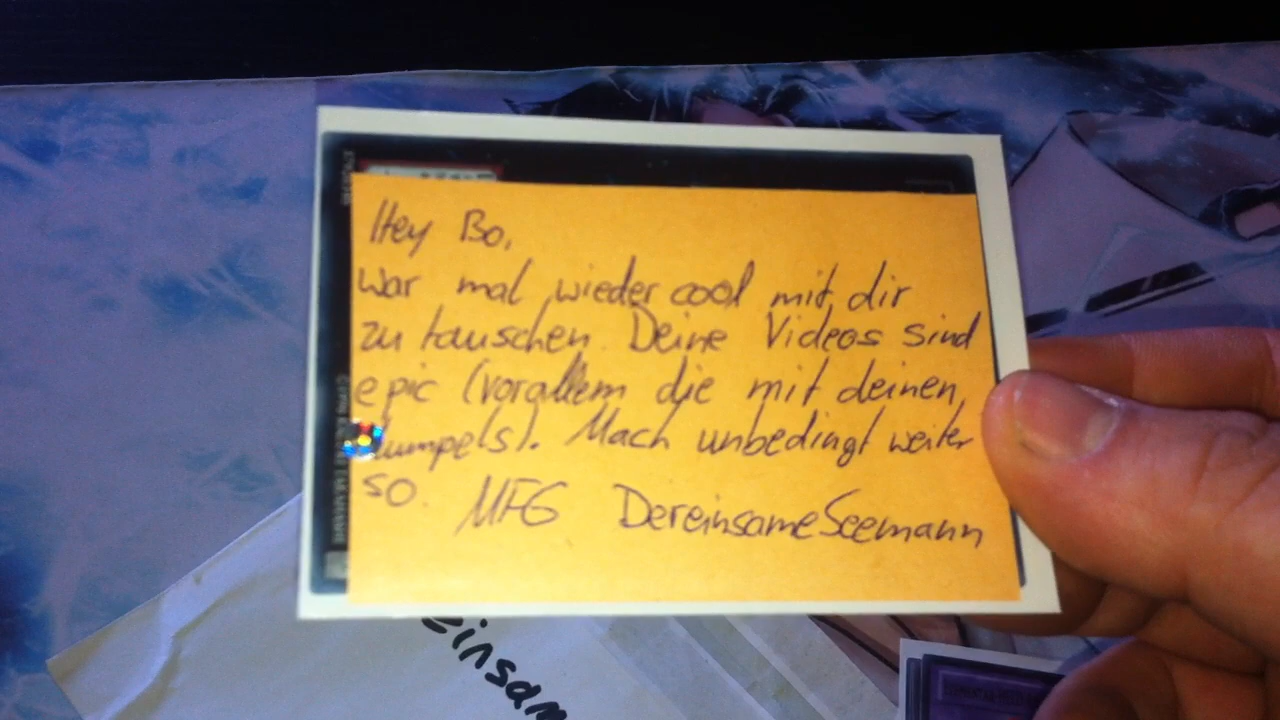 Hey Bo,
war mal wieder cool mit dir
zu tauschen. Deine Videos sind
epic (vorallem die mit deinen
kumpels). Mach unbedingt weiter
so. MFG DereinsameSeemann
einsam